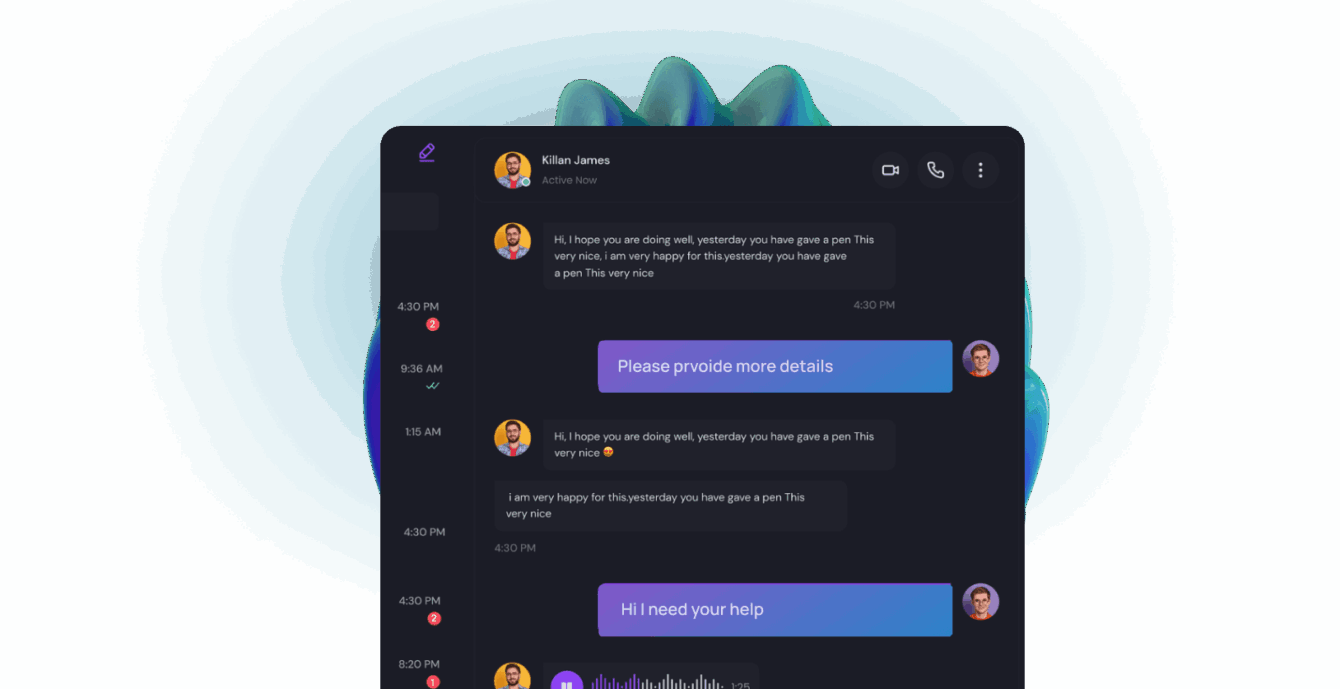 Killan James
Active Now
Hi, I hope you are doing well, yesterday you have gave a pen This
very nice, i am very happy for this.yesterday you have gave
a pen This very nice
4:30 PM
4:30 PM
2
Please prvoide more details
9:36 AM
1:15 AM
Hi, I hope you are doing well, yesterday you have gave a pen This
very nice 😍
i am very happy for this.yesterday you have gave a pen This
very nice
4:30 PM
4:30 PM
4:30 PM
2
Hi I need your help
8:20 PM
1
1:25